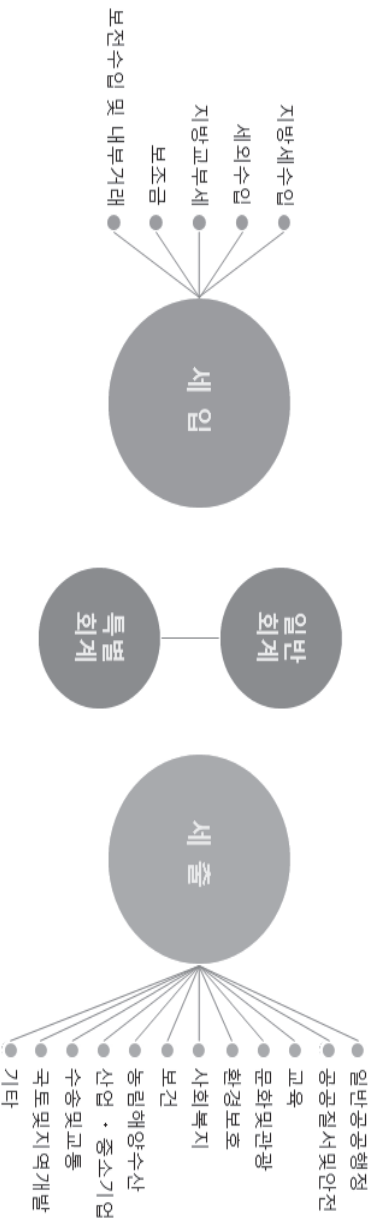 지방세수입
세외수입
지방교부세
보조금
보전수입 및 내부거래
세 입
일반
회계
특별
회계
세 출
일반공공행정
공공질서및안전
교육
문화및관광
환경보호
사회복지
보건
농림해양수산
산업 · 중소기업
수송및교통
국토및지역개발
기타